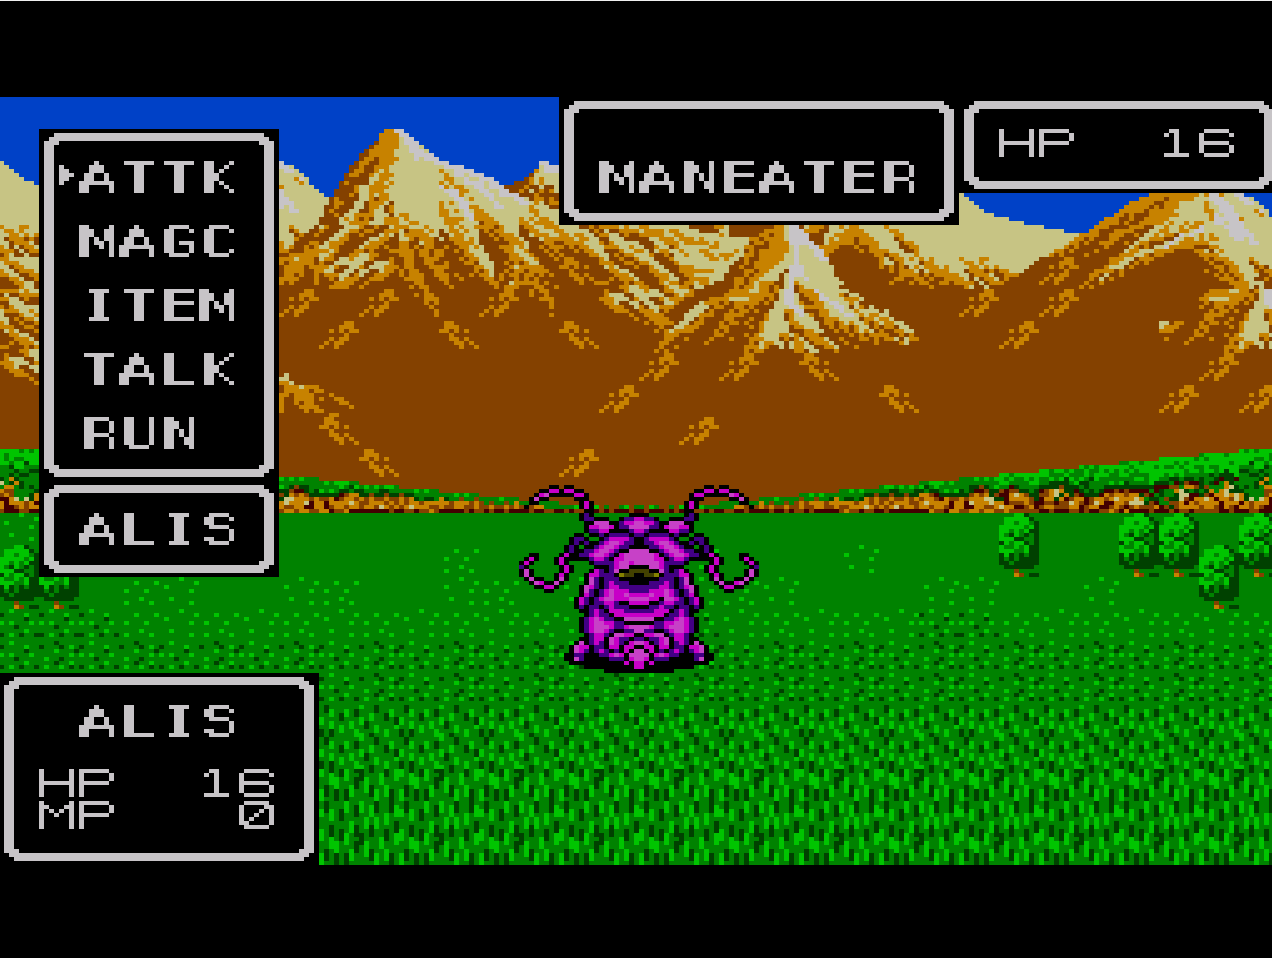 MANEATER
HP 16
ATTK
MAGC
ITEM
TALK
RUN
ALIS
ALIS
HP 16
MP 0